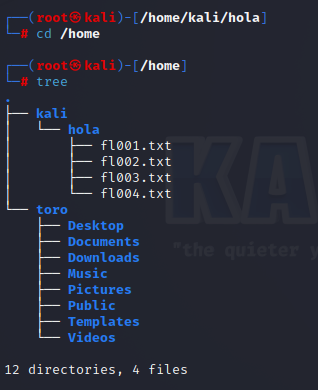 ┌──(root㉿kali)-[/home/kali/hola]
└─# cd /home
┌──(root㉿kali)-[/home]
└─# tree
.
├── kali
│   └── hola
│       ├── fl001.txt
│       ├── fl002.txt
│       ├── fl003.txt
│       └── fl004.txt
└── toro
    ├── Desktop
    ├── Documents
    ├── Downloads
    ├── Music
    ├── Pictures
    ├── Public
    ├── Templates
    └── Videos
12 directories, 4 files
KA
"the quieter y